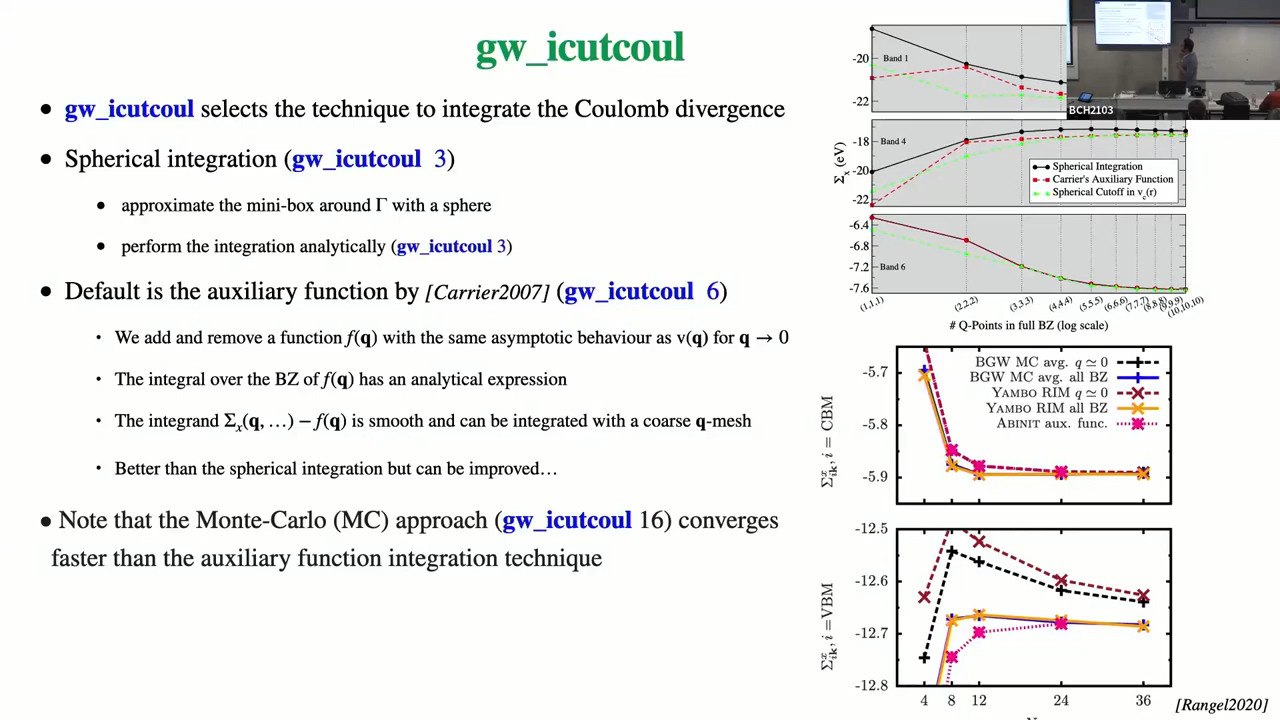 gw_icutcoul
• gw_icutcoul selects the technique to integrate the Coulomb divergence
• Spherical integration (gw_icutcoul 3)
• approximate the mini-box around Γ with a sphere
• perform the integration analytically (gw_icutcoul 3)
• Default is the auxiliary function by [Carrier2007] (gw_icutcoul 6)
• We add and remove a function f(q) with the same asymptotic behaviour as v(q) for q → 0
• The integral over the BZ of f(q) has an analytical expression
• The integrand Σx(q, …) − f(q) is smooth and can be integrated with a coarse q-mesh
• Better than the spherical integration but can be improved…
• Note that the Monte-Carlo (MC) approach (gw_icutcoul 16) converges
faster than the auxiliary function integration technique
BCH2103
-20
-22
Band 1
-18
-20
-22
Band 4
Σx (eV)
Spherical Integration
Carrier's Auxiliary Function
Spherical Cutoff in vc(r)
-6.4
-6.8
-7.2
-7.6
Band 6
(1,1,1) (2,2,2) (3,3,3) (4,4,4) (5,5,5) (6,6,6) (7,7,7) (8,8,8) (9,9,9) (10,10,10)
# Q-Points in full BZ (log scale)
-5.7
-5.8
-5.9
Σxik, i = CBM
BGW MC avg. q ≃ 0
BGW MC avg. all BZ
Yambo RIM q ≃ 0
Yambo RIM all BZ
Abinit aux. func.
-12.5
-12.6
-12.7
-12.8
Σxik, i =VBM
4 8 12 24 36
[Rangel2020]